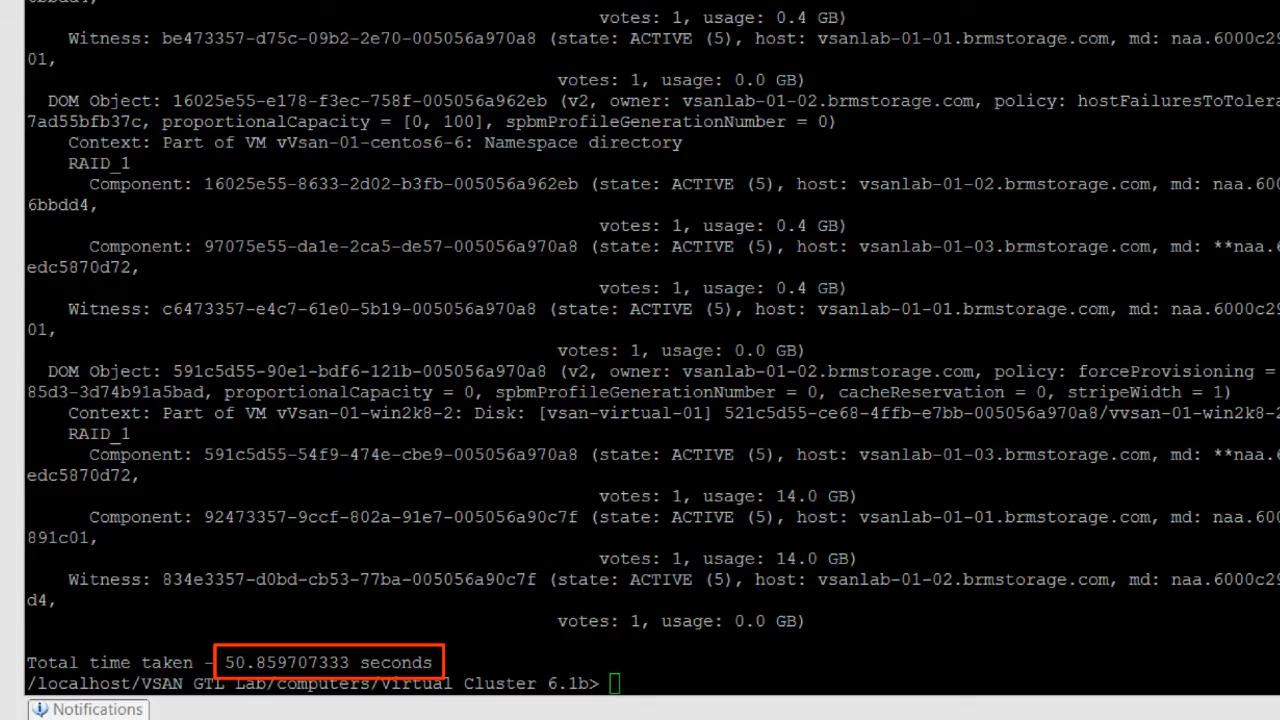 votes: 1, usage: 0.4 GB)
Witness: be473357-d75c-09b2-2e70-005056a970a8 (state: ACTIVE (5), host: vsanlab-01-01.brmstorage.com, md: naa.6000c29
01,
votes: 1, usage: 0.0 GB)
DOM Object: 16025e55-e178-f3ec-758f-005056a962eb (v2, owner: vsanlab-01-02.brmstorage.com, policy: hostFailuresToTolera
7ad55bfb37c, proportionalCapacity = [0, 100], spbmProfileGenerationNumber = 0)
Context: Part of VM vVsan-01-centos6-6: Namespace directory
RAID_1
Component: 16025e55-8633-2d02-b3fb-005056a962eb (state: ACTIVE (5), host: vsanlab-01-02.brmstorage.com, md: naa.600
6bbdd4,
votes: 1, usage: 0.4 GB)
Component: 97075e55-da1e-2ca5-de57-005056a970a8 (state: ACTIVE (5), host: vsanlab-01-03.brmstorage.com, md: **naa.6
edc5870d72,
votes: 1, usage: 0.4 GB)
Witness: c6473357-e4c7-61e0-5b19-005056a970a8 (state: ACTIVE (5), host: vsanlab-01-01.brmstorage.com, md: naa.6000c29
01,
votes: 1, usage: 0.0 GB)
DOM Object: 591c5d55-90e1-bdf6-121b-005056a970a8 (v2, owner: vsanlab-01-02.brmstorage.com, policy: forceProvisioning =
85d3-3d74b91a5bad, proportionalCapacity = 0, spbmProfileGenerationNumber = 0, cacheReservation = 0, stripeWidth = 1)
Context: Part of VM vVsan-01-win2k8-2: Disk: [vsan-virtual-01] 521c5d55-ce68-4ffb-e7bb-005056a970a8/vvsan-01-win2k8-2
RAID_1
Component: 591c5d55-54f9-474e-cbe9-005056a970a8 (state: ACTIVE (5), host: vsanlab-01-03.brmstorage.com, md: **naa.6
edc5870d72,
votes: 1, usage: 14.0 GB)
Component: 92473357-9ccf-802a-91e7-005056a90c7f (state: ACTIVE (5), host: vsanlab-01-01.brmstorage.com, md: naa.600
891c01,
votes: 1, usage: 14.0 GB)
Witness: 834e3357-d0bd-cb53-77ba-005056a90c7f (state: ACTIVE (5), host: vsanlab-01-02.brmstorage.com, md: naa.6000c29
d4,
votes: 1, usage: 0.0 GB)
Total time taken - 50.859707333 seconds
/localhost/VSAN GTL Lab/computers/Virtual Cluster 6.1b>
Notifications